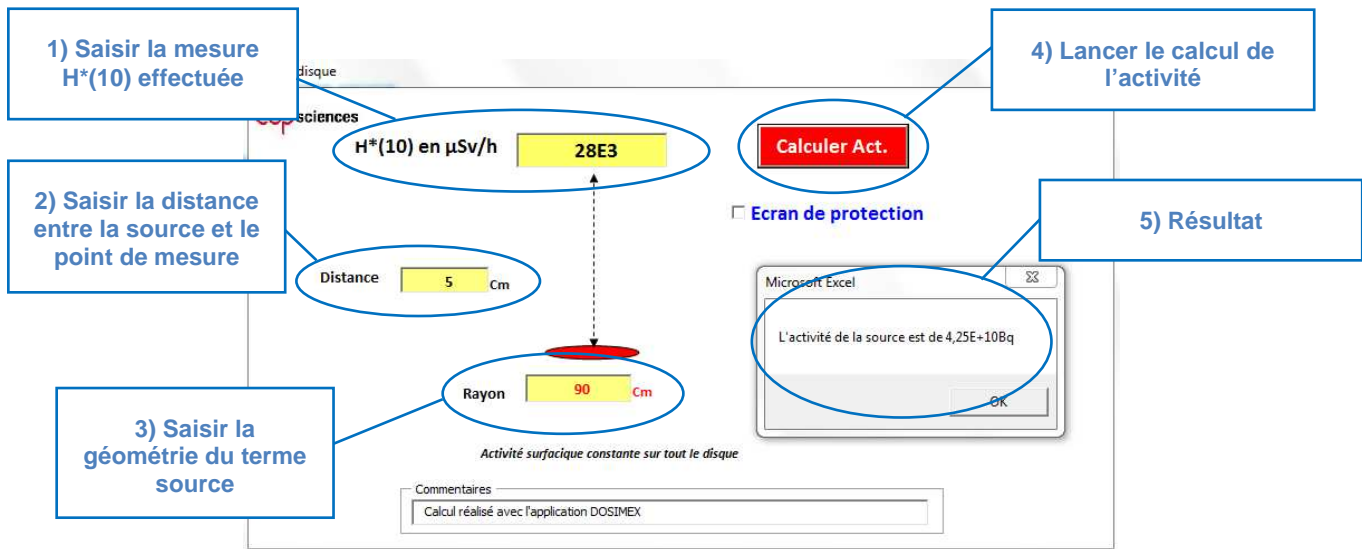 1) Saisir la mesure
H*(10) effectuée
4) Lancer le calcul de
l'activité
disque
sciences
H*(10) en µSv/h
28E3
Calculer Act.
2) Saisir la distance
entre la source et le
point de mesure
Ecran de protection
5) Résultat
Distance
5
Cm
Microsoft Excel
L'activité de la source est de 4,25E+10Bq
OK
Rayon
90
Cm
3) Saisir la
géométrie du terme
source
Activité surfacique constante sur tout le disque
Commentaires
Calcul réalisé avec l'application DOSIMEX